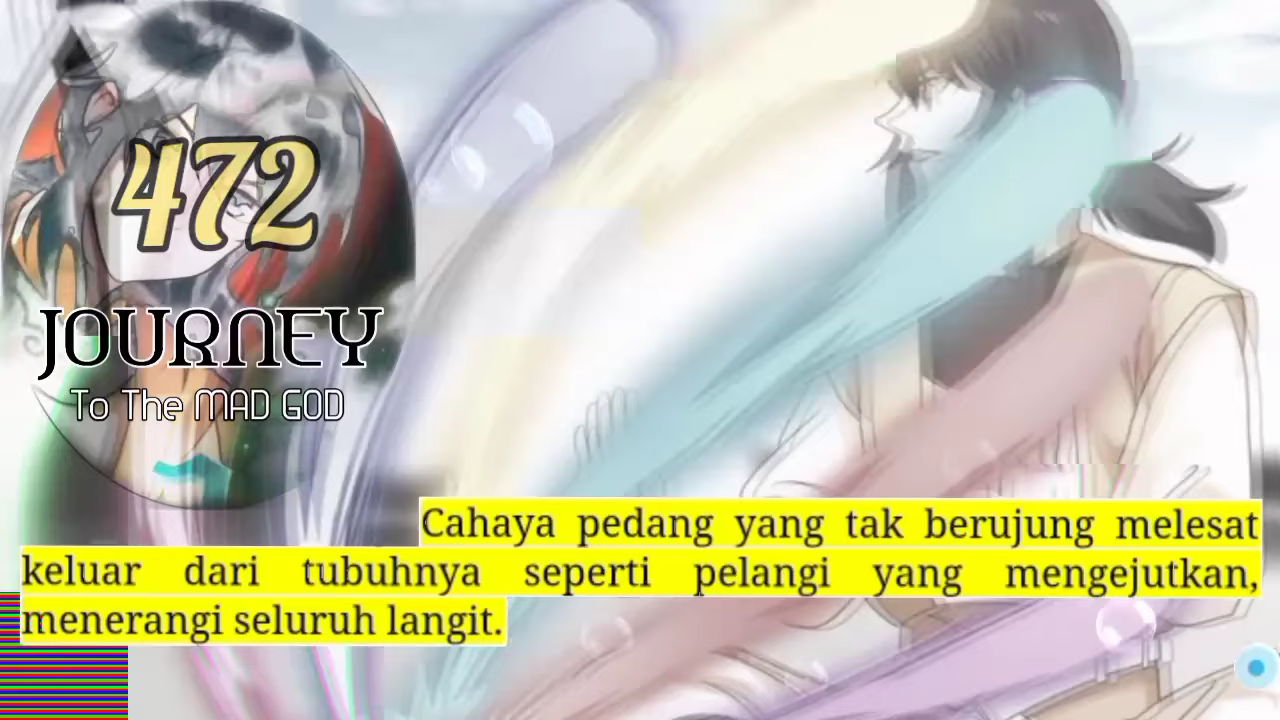 472
JOURNEY
To The MAD GOD
Cahaya pedang yang tak berujung melesat
keluar dari tubuhnya seperti pelangi yang mengejutkan,
menerangi seluruh langit.